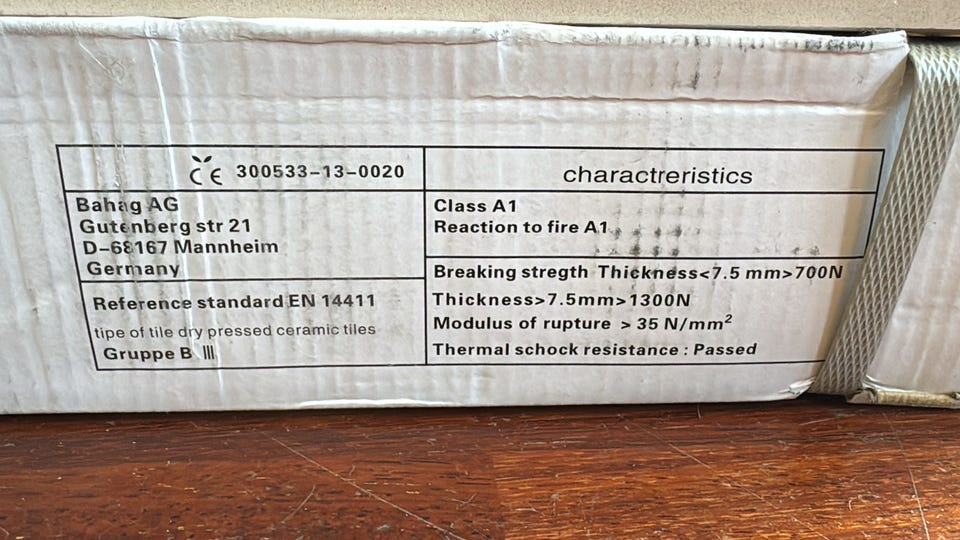 CE 300533-13-0020
Bahag AG
Gutenberg str 21
D-68167 Mannheim
Germany
Reference standard EN 14411
tipe of tile dry pressed ceramic tiles
Gruppe B III
charactreristics
Class A1
Reaction to fire A1
Breaking stregth Thickness<7.5 mm>700N
Thickness>7.5mm>1300N
Modulus of rupture > 35 N/mm²
Thermal schock resistance : Passed